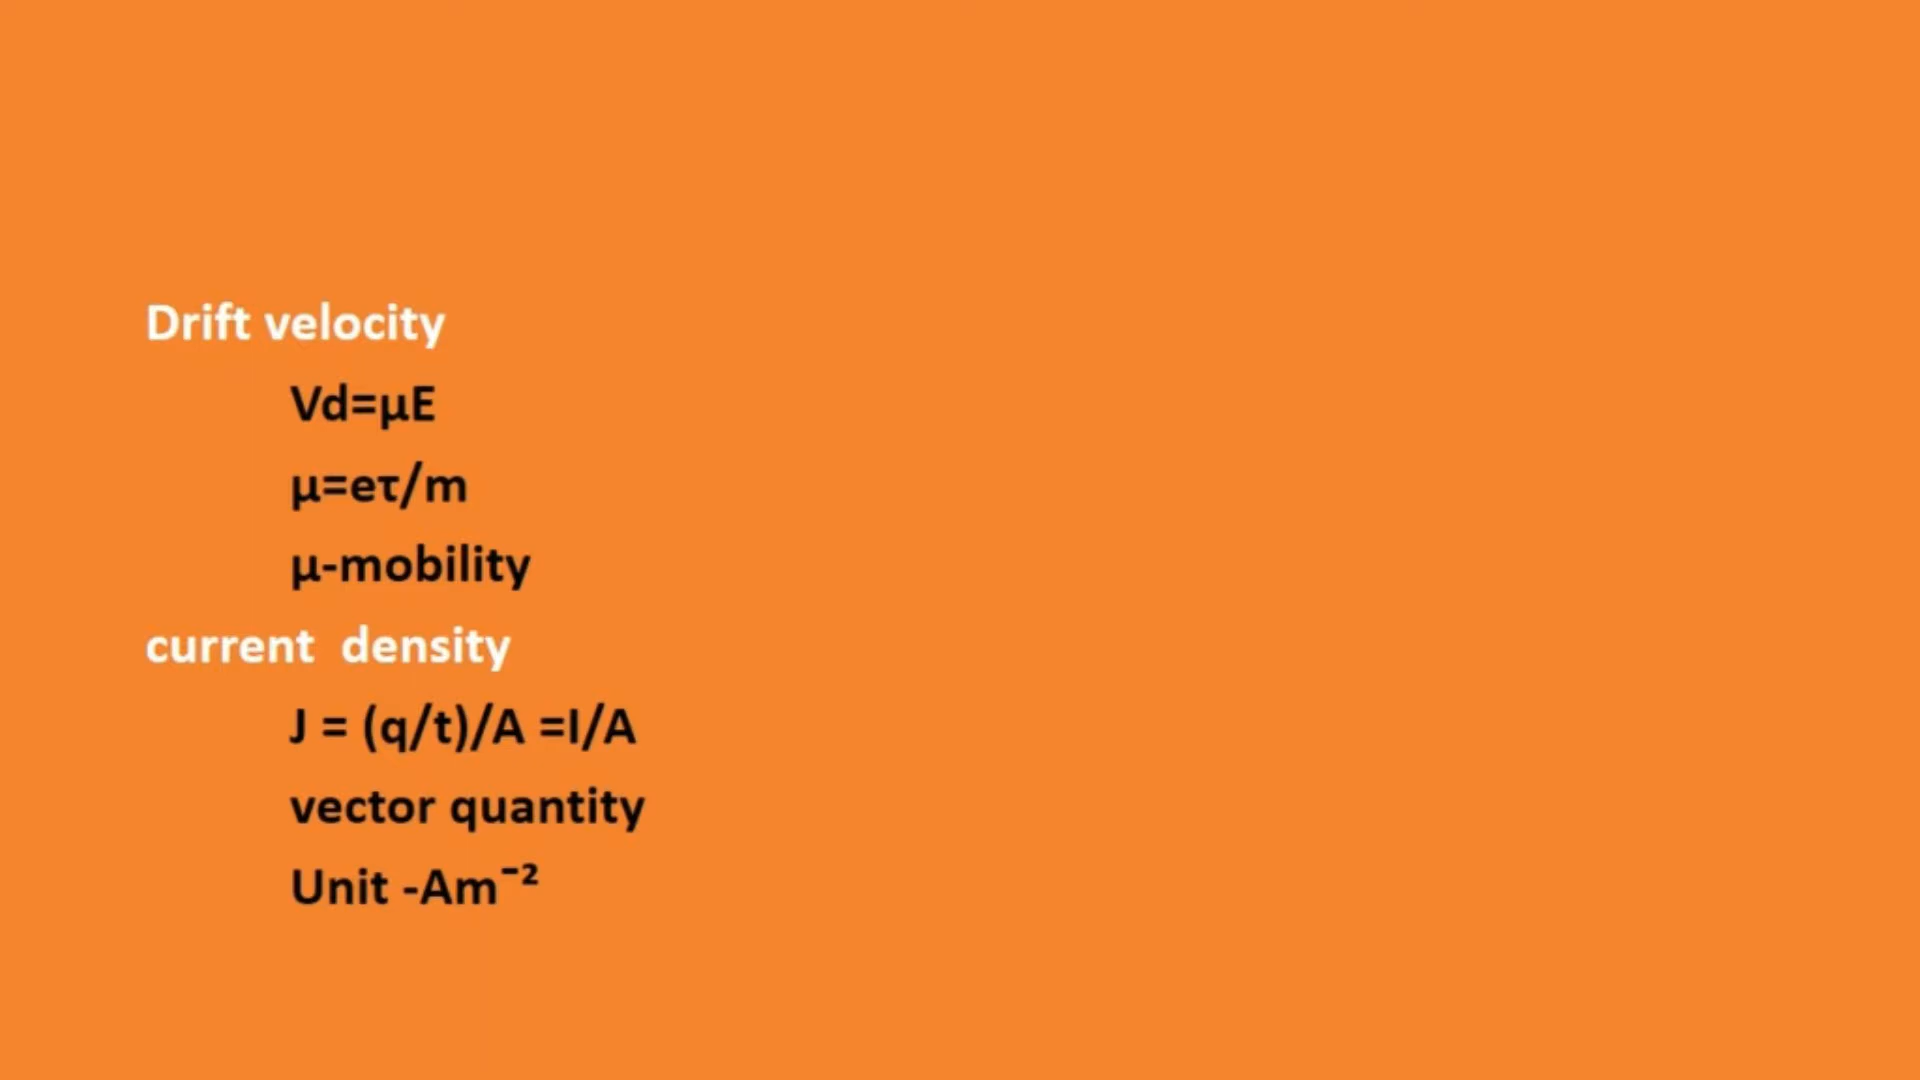 Drift velocity
Vd=μE
μ=eτ/m
μ-mobility
current  density
J = (q/t)/A =I/A
vector quantity
Unit -Am⁻²